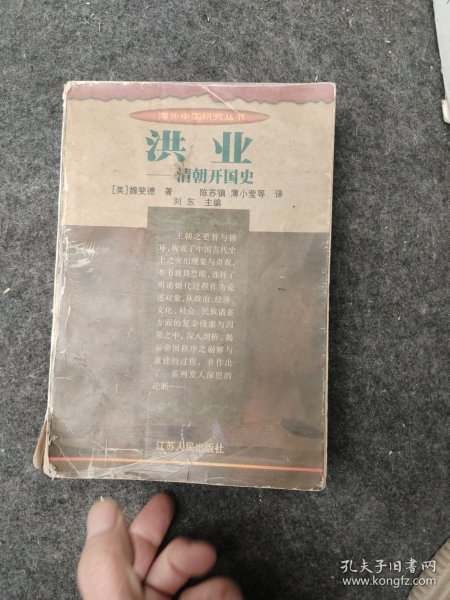 海外中国研究丛书
洪业
——清朝开国史
[美]魏斐德 著 陈苏镇 薄小莹等 译
刘东 主编
王朝之更替与循
环，构成了中国古代史
上之突出现象与奇观。
本书独具慧眼，选择了
明清嬗代过程作为论
述对象，从政治、经济、
文化、社会、民族诸多
方面的复杂线索与因
果之中，深入剖析、揭
示帝国秩序之崩解与
重建的过程，并作出
了一系列发人深思的
论断……
江苏人民出版社
孔夫子旧书网
www.kongfz.com